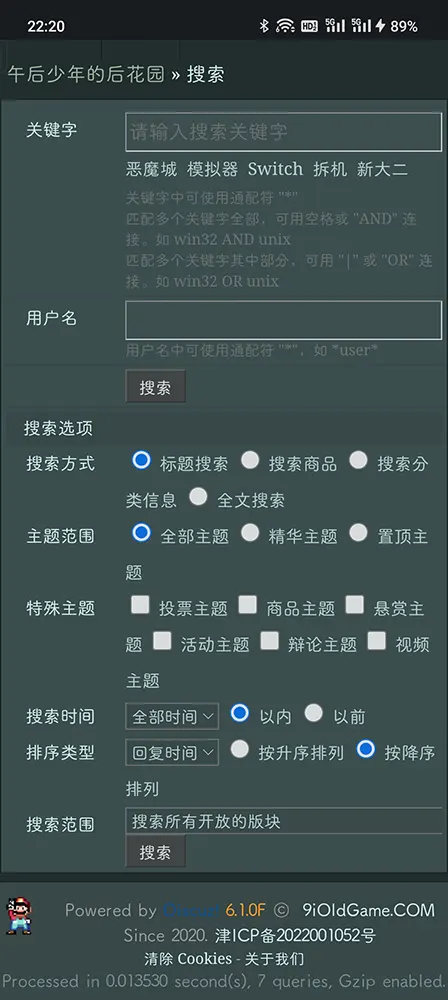 22:20
HD2 5G 5G 89%
午后少年的后花园 » 搜索
关键字
请输入搜索关键字
恶魔城 模拟器 Switch 拆机 新大二
关键字中可使用通配符 "*"
匹配多个关键字全部，可用空格或 "AND" 连
接。如 win32 AND unix
匹配多个关键字其中部分，可用 "|" 或 "OR" 连
接。如 win32 OR unix
用户名
用户名中可使用通配符 "*"，如 *user*
搜索
搜索选项
搜索方式 标题搜索 搜索商品 搜索分
类信息 全文搜索
主题范围 全部主题 精华主题 置顶主
题
特殊主题 投票主题 商品主题 悬赏主
题 活动主题 辩论主题 视频
主题
搜索时间 全部时间 以内 以前
排序类型 回复时间 按升序排列 按降序
排列
搜索范围 搜索所有开放的版块
搜索
Powered by 6.1.0F © 9iOldGame.COM
Since 2020. 津ICP备2022001052号
清除 Cookies - 关于我们
Processed in 0.013530 second(s), 7 queries, Gzip enabled.